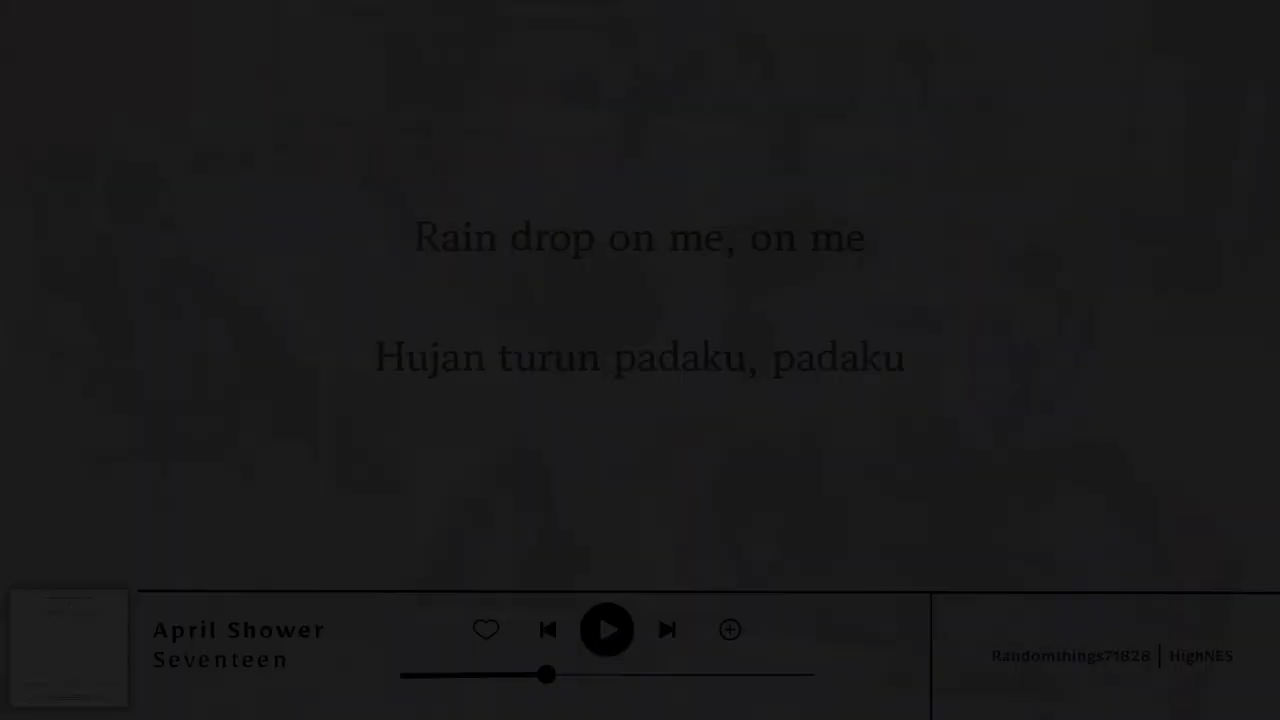 Rain drop on me, on me
Hujan turun padaku, padaku
April Shower
Seventeen
Randomthings71828 | HighNES